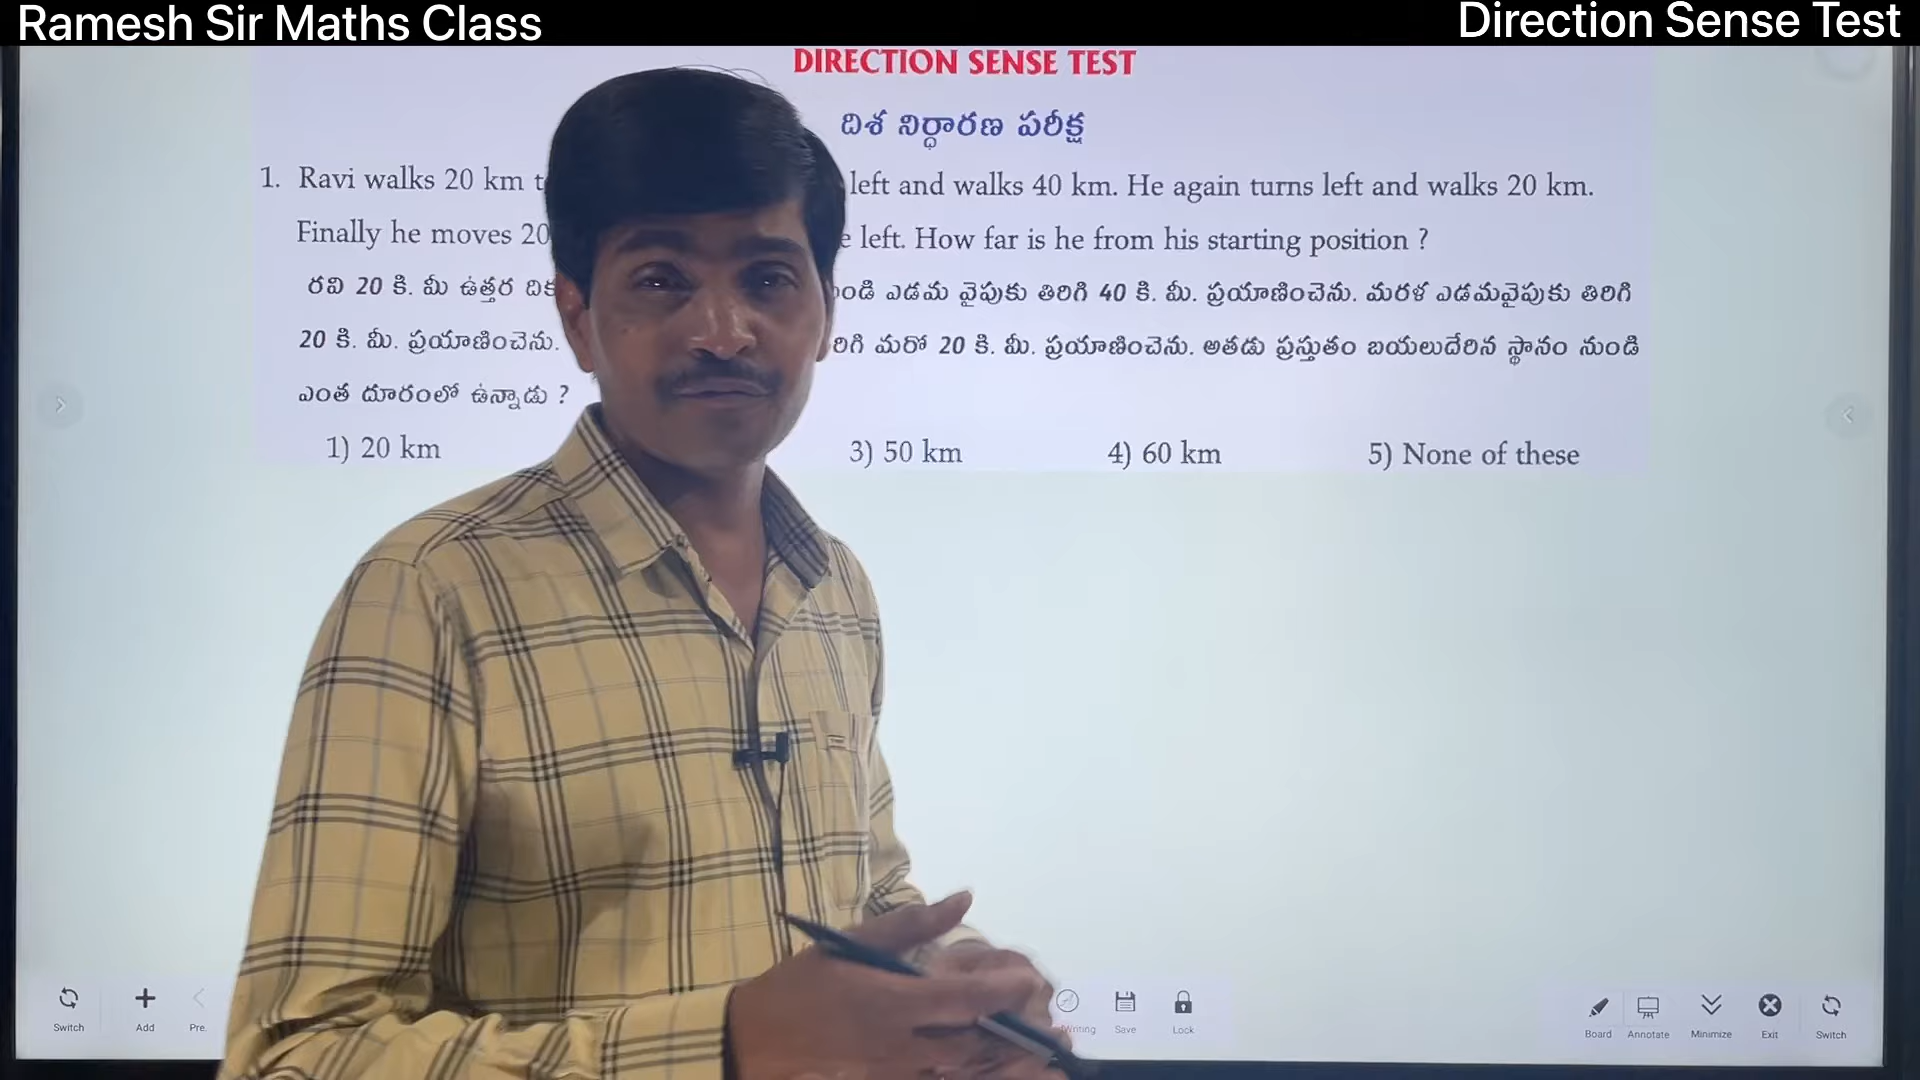 Ramesh Sir Maths Class
Direction Sense Test
DIRECTION SENSE TEST
దిశ నిర్ధారణ పరీక్ష
1. Ravi walks 20 km left and walks 40 km. He again turns left and walks 20 km.
Finally he moves 20 left. How far is he from his starting position ?
రవి 20 కి. మీ ఉత్తర ఎడమ వైపుకు తిరిగి 40 కి. మీ. ప్రయాణించెను. మరళ ఎడమవైపుకు తిరిగి
20 కి. మీ. ప్రయాణించెను. మరో 20 కి. మీ. ప్రయాణించెను. అతడు ప్రస్తుతం బయలుదేరిన స్థానం నుండి
ఎంత దూరంలో ఉన్నాడు ?
1) 20 km 3) 50 km 4) 60 km 5) None of these
Switch Add Pre. Writing Save Lock Board Annotate Minimize Exit Switch